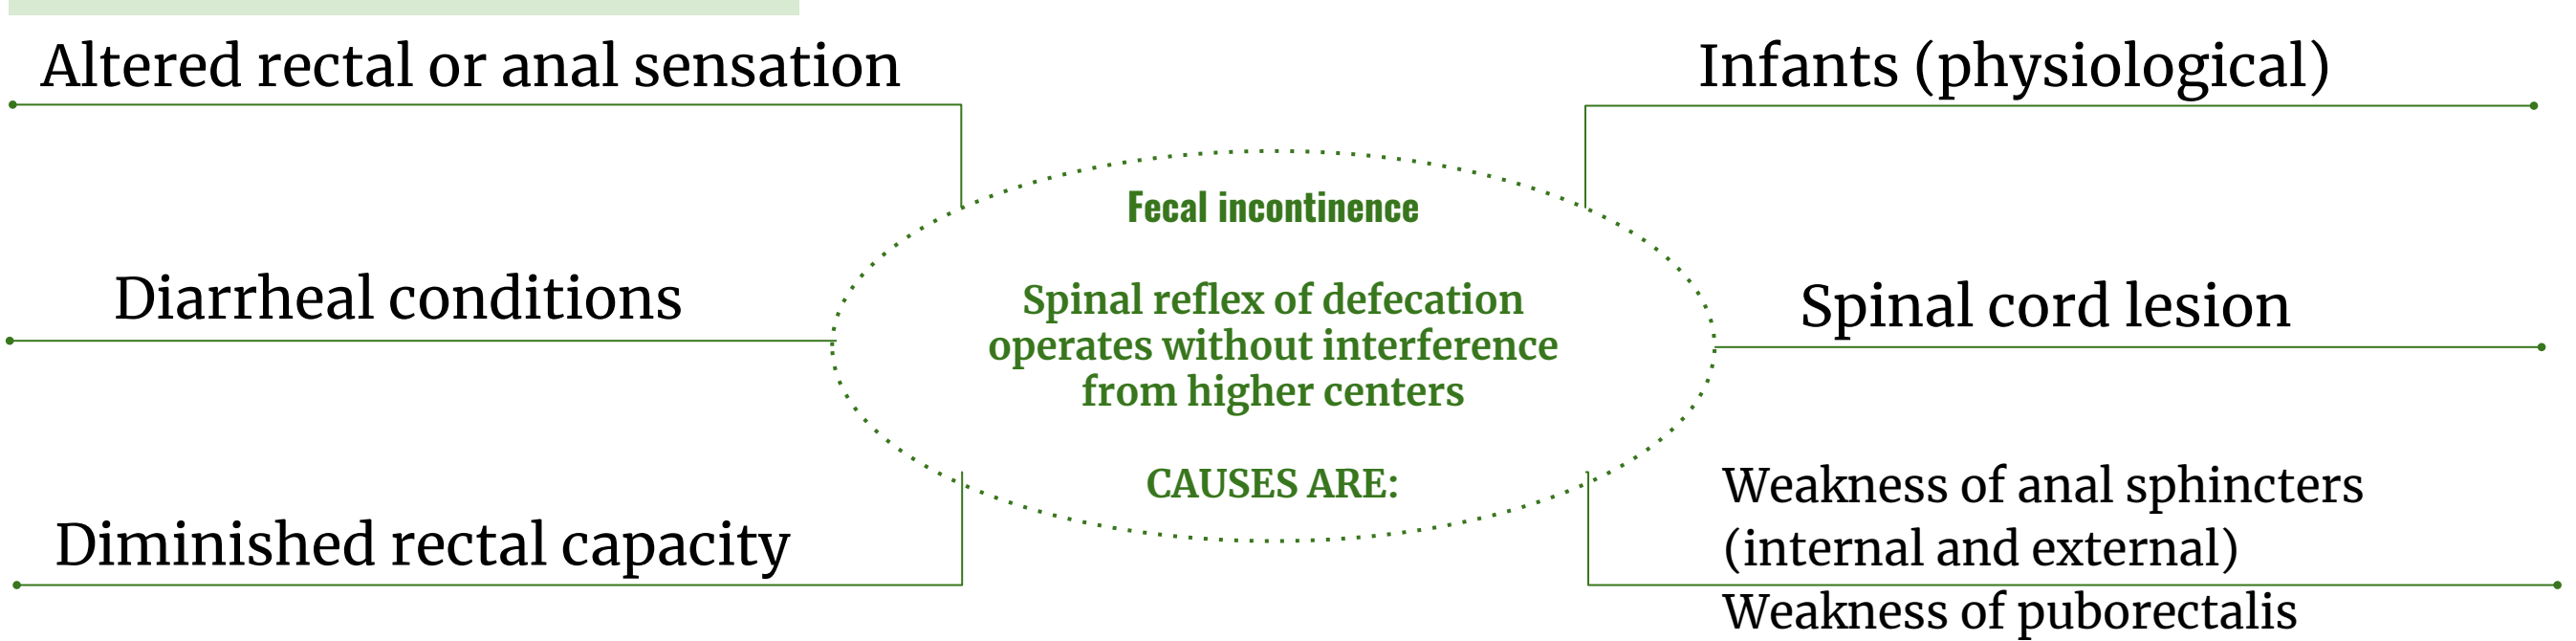 Altered rectal or anal sensation
Infants (physiological)
Fecal incontinence
Spinal reflex of defecation
operates without interference
from higher centers
CAUSES ARE:
Diarrheal conditions
Spinal cord lesion
Diminished rectal capacity
Weakness of anal sphincters
(internal and external)
Weakness of puborectalis